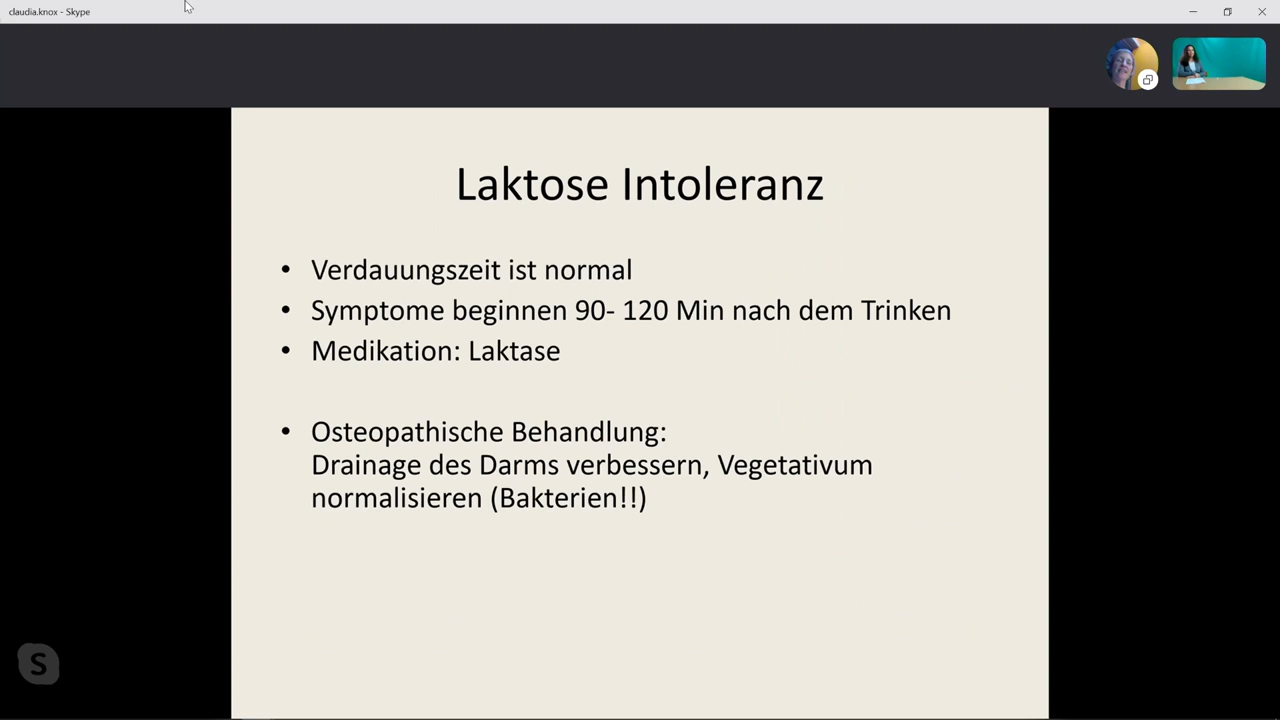 claudia.knox - Skype
Laktose Intoleranz
• Verdauungszeit ist normal
• Symptome beginnen 90- 120 Min nach dem Trinken
• Medikation: Laktase
• Osteopathische Behandlung:
Drainage des Darms verbessern, Vegetativum
normalisieren (Bakterien!!)
S